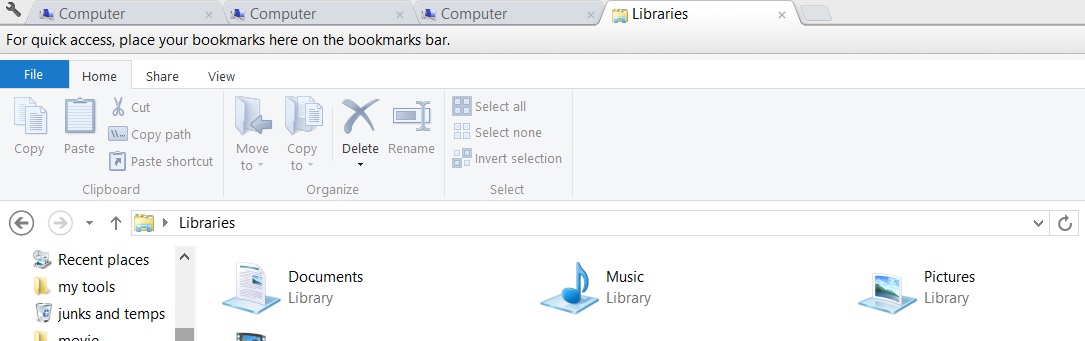 Computer
Computer
Computer
Libraries
For quick access, place your bookmarks here on the bookmarks bar.
File Home Share View
Copy
Paste
Cut
Copy path
Paste shortcut
Clipboard
Move to
Copy to
Delete
Rename
Organize
Select all
Select none
Invert selection
Select
Libraries
Recent places
my tools
junks and temps
movie
Documents
Library
Music
Library
Pictures
Library